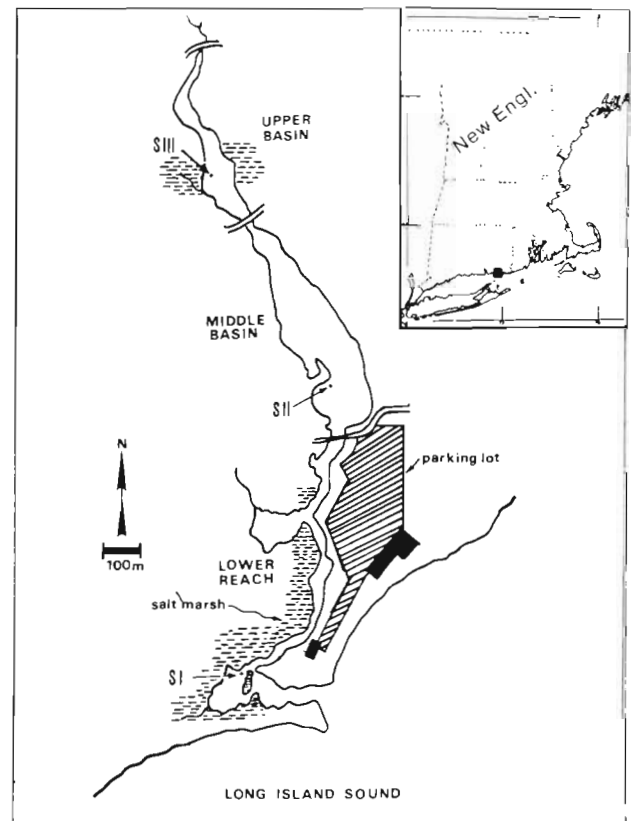 UPPER
BASIN
SIII
New Engl.
MIDDLE
BASIN
SII
N
100m
parking lot
LOWER
REACH
salt marsh
SI
LONG ISLAND SOUND